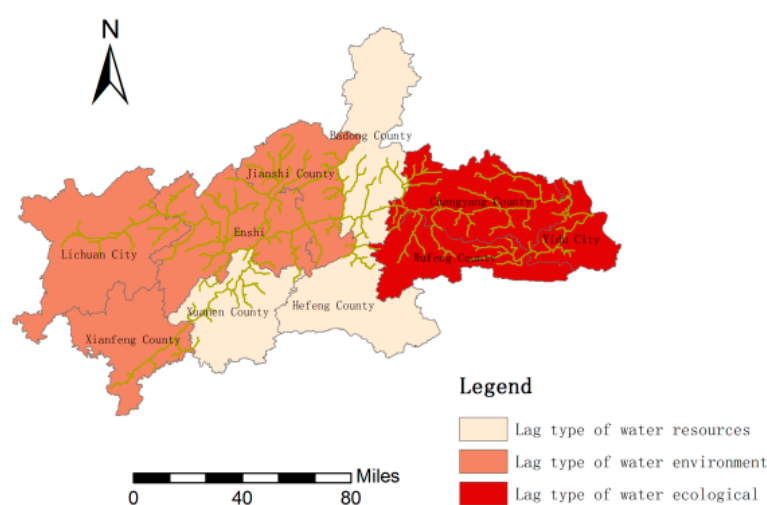 N
Badong County
Jianshi County
Changyang County
Enshi
Yidu City
Lichuan City
Wufeng County
Xuanen County
Hefeng County
Xianfeng County
Legend
Lag type of water resources
Lag type of water environment
Lag type of water ecological
Miles
0 40 80